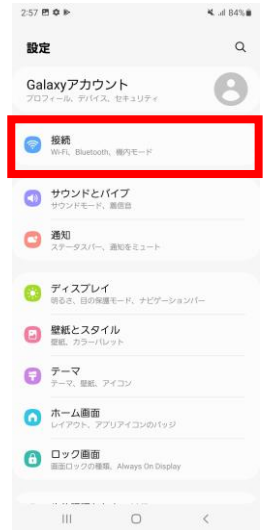 2:57
84%
設定
Galaxyアカウント
プロフィール、デバイス、セキュリティ
接続
Wi-Fi、Bluetooth、機内モード
サウンドとバイブ
サウンドモード、着信音
通知
ステータスバー、通知をミュート
ディスプレイ
明るさ、目の保護モード、ナビゲーションバー
壁紙とスタイル
壁紙、カラーパレット
テーマ
テーマ、壁紙、アイコン
ホーム画面
レイアウト、アプリアイコンのバッジ
ロック画面
画面ロックの種類、Always On Display